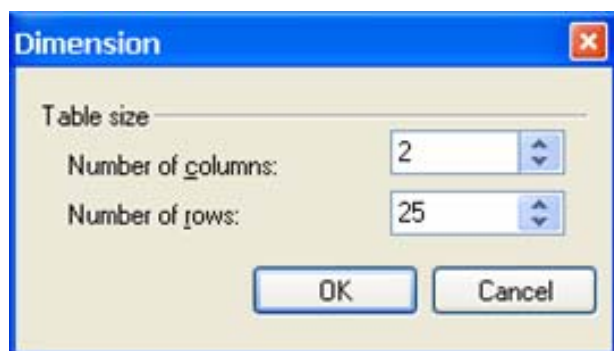 Dimension
Table size
Number of columns: 2
Number of rows: 25
OK Cancel